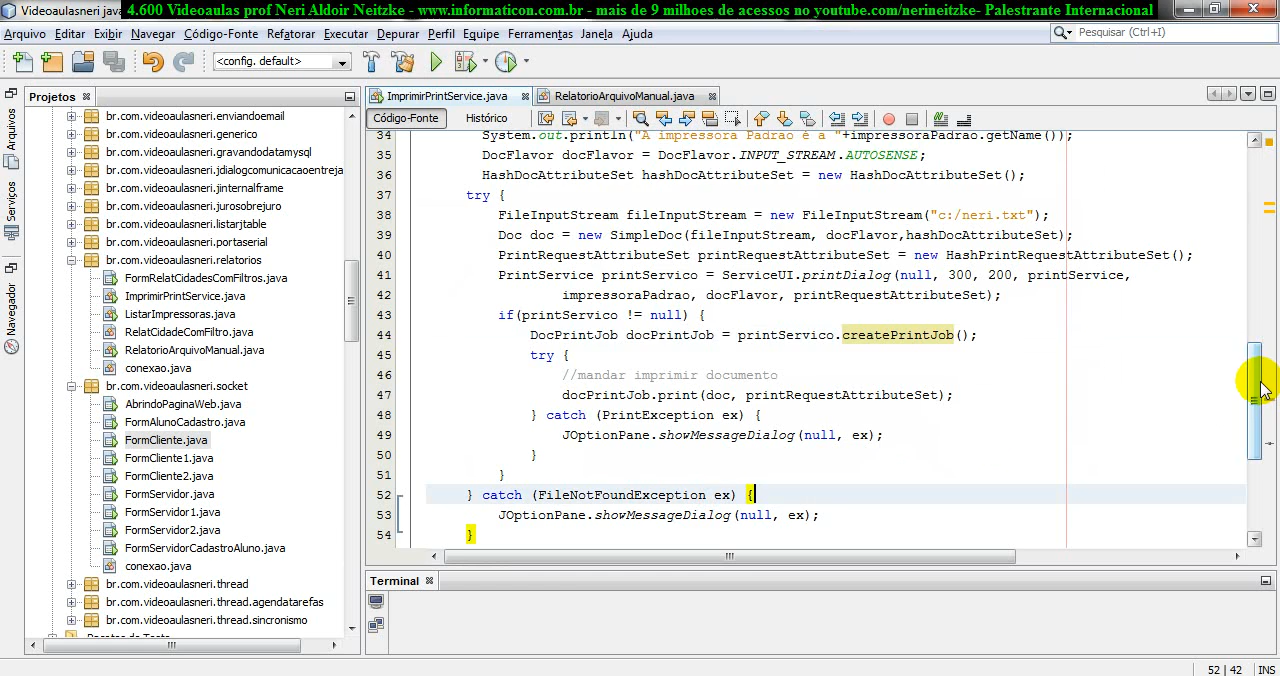 Videoaulasneri java
4.600 Videoaulas prof Neri Aldoir Neitzke - www.informaticon.com.br - mais de 9 milhoes de acessos no youtube.com/nerineitzke- Palestrante Internacional
Arquivo Editar Exibir Navegar Código-Fonte Refatorar Executar Depurar Perfil Equipe Ferramentas Janela Ajuda
Pesquisar (Ctrl+I)
<config. default>
Arquivos
Serviços
Navegador
Projetos
br.com.videoaulasneri.enviandoemail
br.com.videoaulasneri.generico
br.com.videoaulasneri.gravandodatamysql
br.com.videoaulasneri.jdialogcomunicacaoentreja
br.com.videoaulasneri.jinternalframe
br.com.videoaulasneri.jurosobrejuro
br.com.videoaulasneri.listarjtable
br.com.videoaulasneri.portaserial
br.com.videoaulasneri.relatorios
FormRelatCidadesComFiltros.java
ImprimirPrintService.java
ListarImpressoras.java
RelatCidadeComFiltro.java
RelatorioArquivoManual.java
conexao.java
br.com.videoaulasneri.socket
AbrindoPaginaWeb.java
FormAlunoCadastro.java
FormCliente.java
FormCliente1.java
FormCliente2.java
FormServidor.java
FormServidor1.java
FormServidor2.java
FormServidorCadastroAluno.java
conexao.java
br.com.videoaulasneri.thread
br.com.videoaulasneri.thread.agendatarefas
br.com.videoaulasneri.thread.sincronismo
Pacotes de Teste
ImprimirPrintService.java RelatorioArquivoManual.java
Código-Fonte Histórico
34 System.out.println("A impressora Padrao é a "+impressoraPadrao.getName());
35 DocFlavor docFlavor = DocFlavor.INPUT_STREAM.AUTOSENSE;
36 HashDocAttributeSet hashDocAttributeSet = new HashDocAttributeSet();
37 try {
38 FileInputStream fileInputStream = new FileInputStream("c:/neri.txt");
39 Doc doc = new SimpleDoc(fileInputStream, docFlavor,hashDocAttributeSet);
40 PrintRequestAttributeSet printRequestAttributeSet = new HashPrintRequestAttributeSet();
41 PrintService printServico = ServiceUI.printDialog(null, 300, 200, printService,
42 impressoraPadrao, docFlavor, printRequestAttributeSet);
43 if(printServico != null) {
44 DocPrintJob docPrintJob = printServico.createPrintJob();
45 try {
46 //mandar imprimir documento
47 docPrintJob.print(doc, printRequestAttributeSet);
48 } catch (PrintException ex) {
49 JOptionPane.showMessageDialog(null, ex);
50 }
51 }
52 } catch (FileNotFoundException ex) {
53 JOptionPane.showMessageDialog(null, ex);
54 }
Terminal
52 | 42 INS